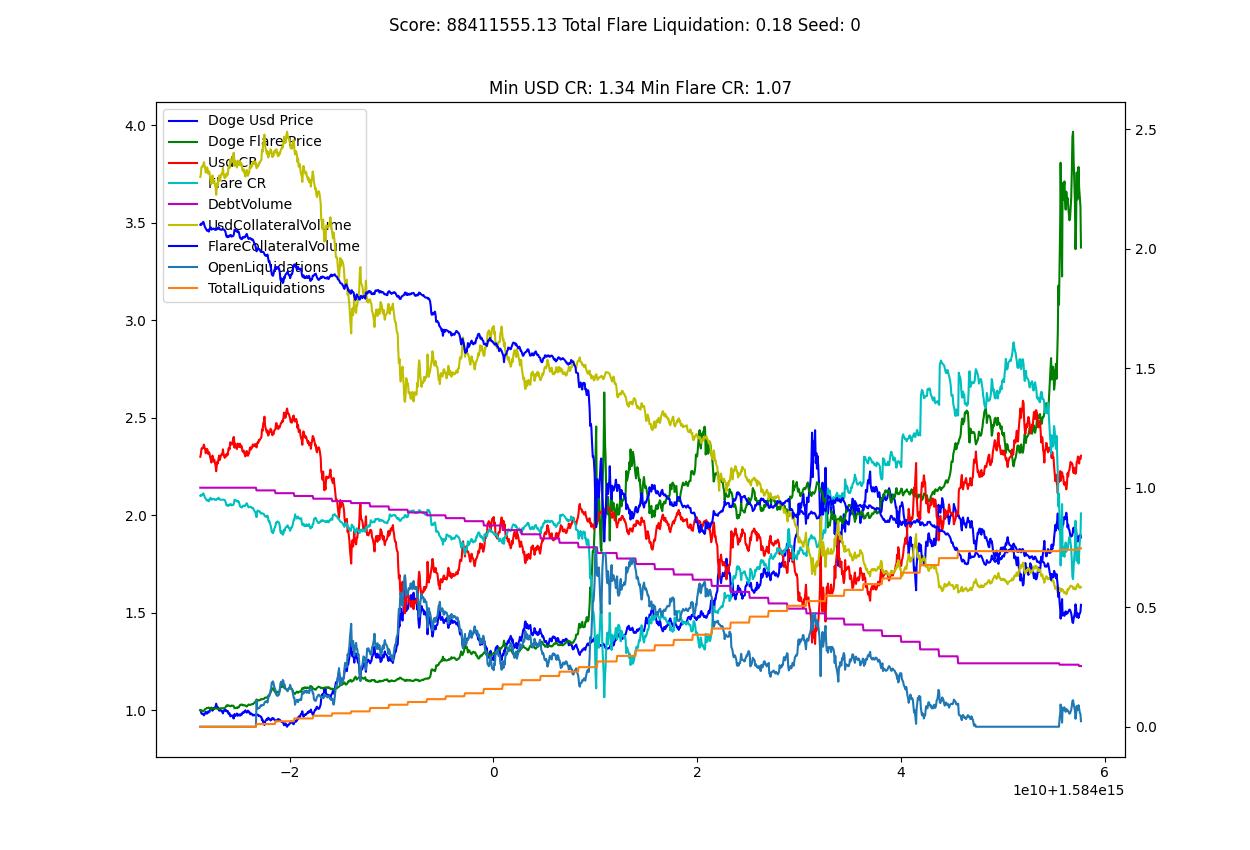 Score: 88411555.13 Total Flare Liquidation: 0.18 Seed: 0
Min USD CR: 1.34 Min Flare CR: 1.07
Doge Usd Price
Doge Flare Price
Usd CR
Flare CR
DebtVolume
UsdCollateralVolume
FlareCollateralVolume
OpenLiquidations
TotalLiquidations
4.0
3.5
3.0
2.5
2.0
1.5
1.0
2.5
2.0
1.5
1.0
0.5
0.0
−2
0
2
4
6
1e10+1.584e15